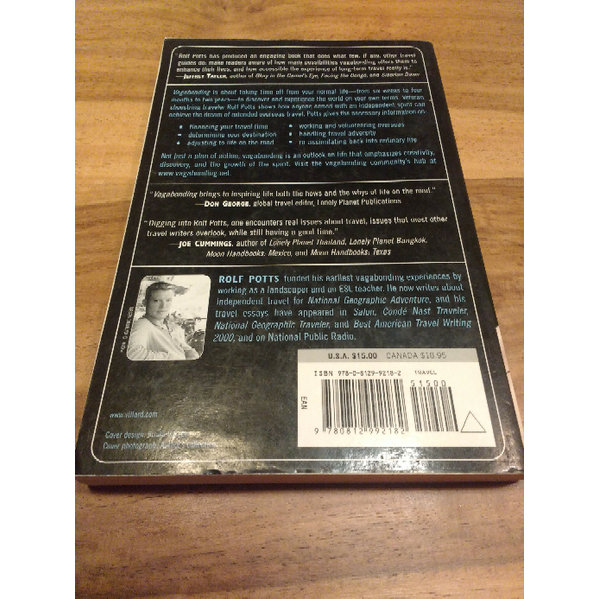 "Rolf Potts has produced an engaging book that does what few, if any, other travel
guides do: make readers aware of how many possibilities vagabonding offers them to
enhance their lives, and how accessible the experience of long-term travel really is."
—Jeffrey Tayler, author of Glory in the Camel's Eye, Facing the Congo, and Siberian Dawn
Vagabonding is about taking time off from your normal life—from six weeks to four
months to two years—to discover and experience the world on your own terms. Veteran
shoestring traveler Rolf Potts shows how anyone armed with an independent spirit can
achieve the dream of extended overseas travel. Potts gives the necessary information on:
• financing your travel time
• determining your destination
• adjusting to life on the road
• working and volunteering overseas
• handling travel adversity
• re-assimilating back into ordinary life
Not just a plan of action, vagabonding is an outlook on life that emphasizes creativity,
discovery, and the growth of the spirit. Visit the vagabonding community's hub at
www.vagabonding.net.
"Vagabonding brings to inspiring life both the hows and the whys of life on the road."
—Don George, global travel editor, Lonely Planet Publications
"Digging into Rolf Potts, one encounters real issues about travel, issues that most other
travel writers overlook, while still having a good time."
—Joe Cummings, author of Lonely Planet Thailand, Lonely Planet Bangkok,
Moon Handbooks: Mexico, and Moon Handbooks: Texas
ROLF POTTS funded his earliest vagabonding experiences by
working as a landscaper and an ESL teacher. He now writes about
independent travel for National Geographic Adventure, and his
travel essays have appeared in Salon, Condé Nast Traveler,
National Geographic Traveler, and Best American Travel Writing
2000, and on National Public Radio.
U.S.A. $15.00 CANADA $18.95
ISBN 978-0-8129-9218-2 TRAVEL
51500
EAN
9 780812 992182
www.villard.com
Cover design:
Cover photograph: